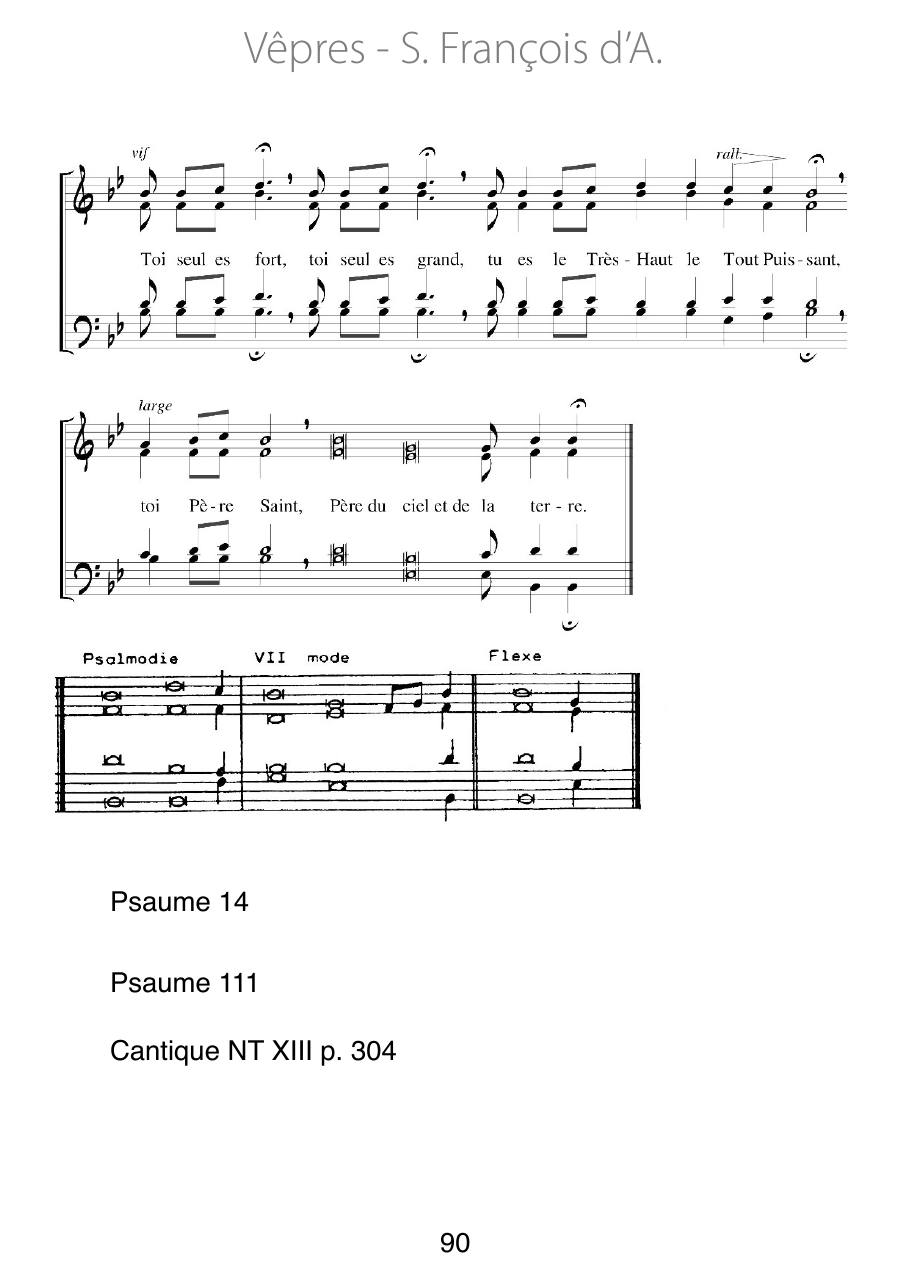 Vêpres - S. François d'A.
vif rall.
Toi seul es fort, toi seul es grand, tu es le Très - Haut le Tout Puis - sant,
large
toi Pè - re Saint, Père du ciel et de la ter - re.
Psalmodie VII mode Flexe
Psaume 14
Psaume 111
Cantique NT XIII p. 304
90